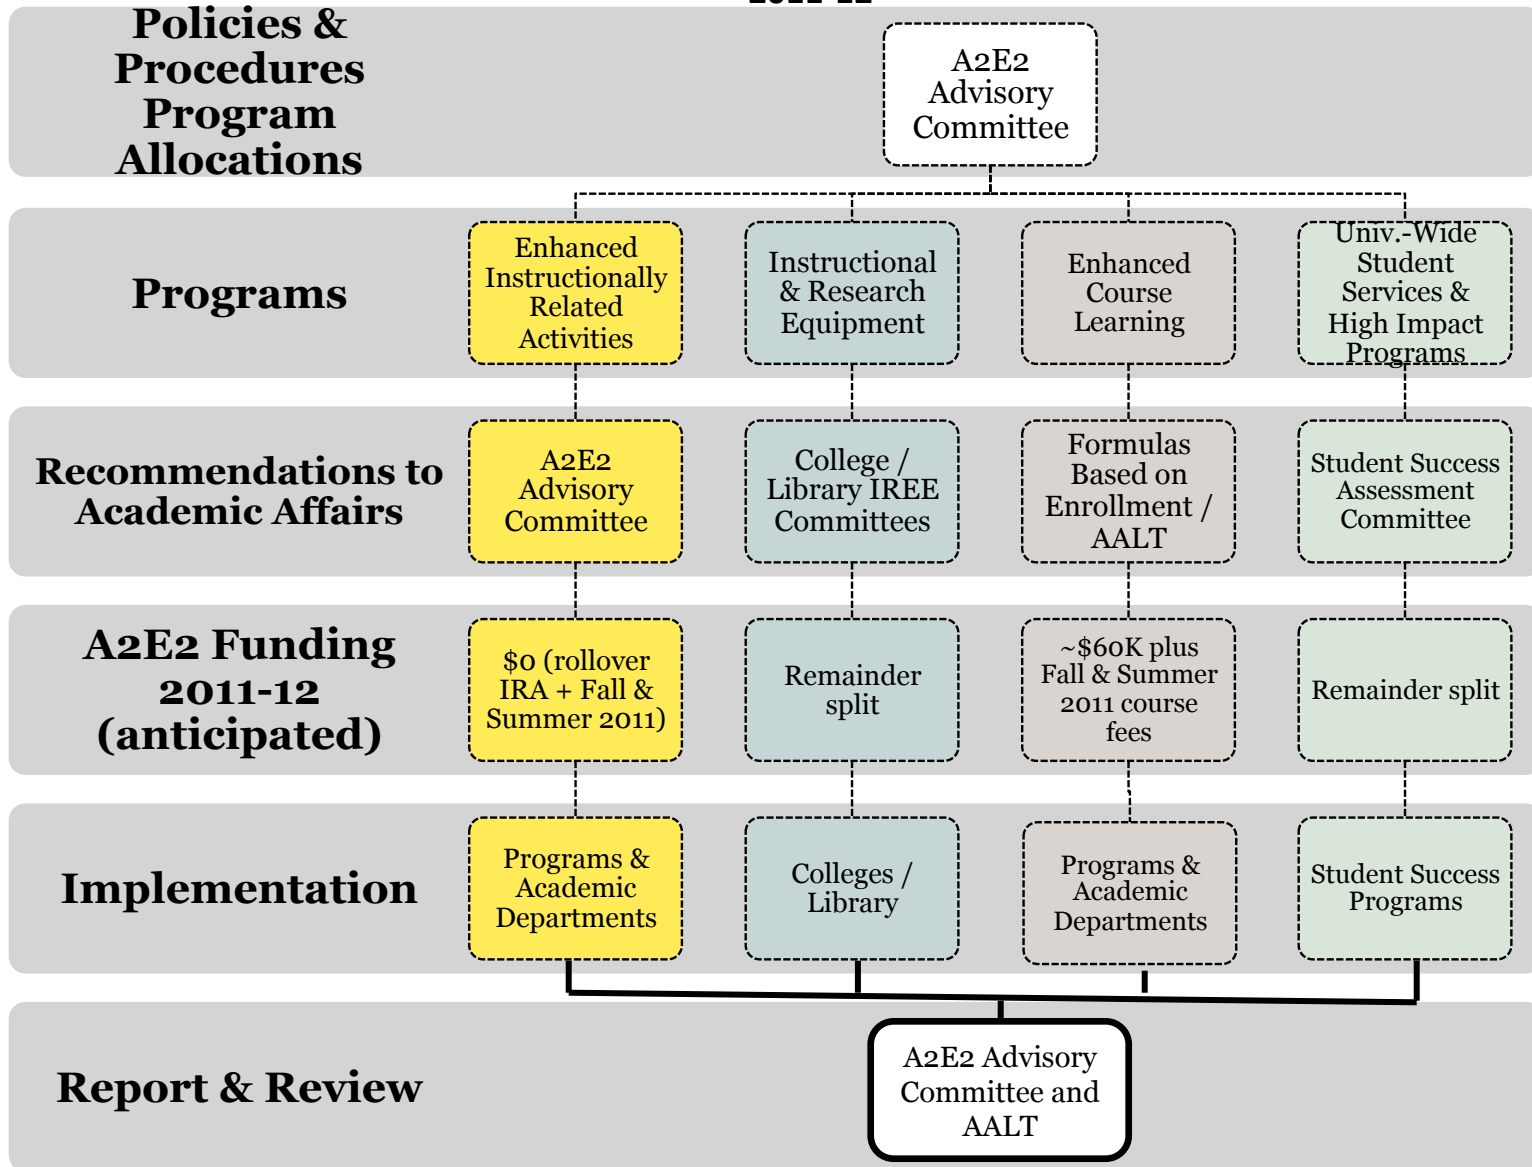 Policies &
Procedures
Program
Allocations
A2E2
Advisory
Committee
Programs
Enhanced
Instructionally
Related
Activities
Instructional
& Research
Equipment
Enhanced
Course
Learning
Univ.-Wide
Student
Services &
High Impact
Programs
Recommendations to
Academic Affairs
A2E2
Advisory
Committee
College /
Library IREE
Committees
Formulas
Based on
Enrollment /
AALT
Student Success
Assessment
Committee
A2E2 Funding
2011-12
(anticipated)
$0 (rollover
IRA + Fall &
Summer 2011)
Remainder
split
~$60K plus
Fall & Summer
2011 course
fees
Remainder split
Implementation
Programs &
Academic
Departments
Colleges /
Library
Programs &
Academic
Departments
Student Success
Programs
Report & Review
A2E2 Advisory
Committee and
AALT